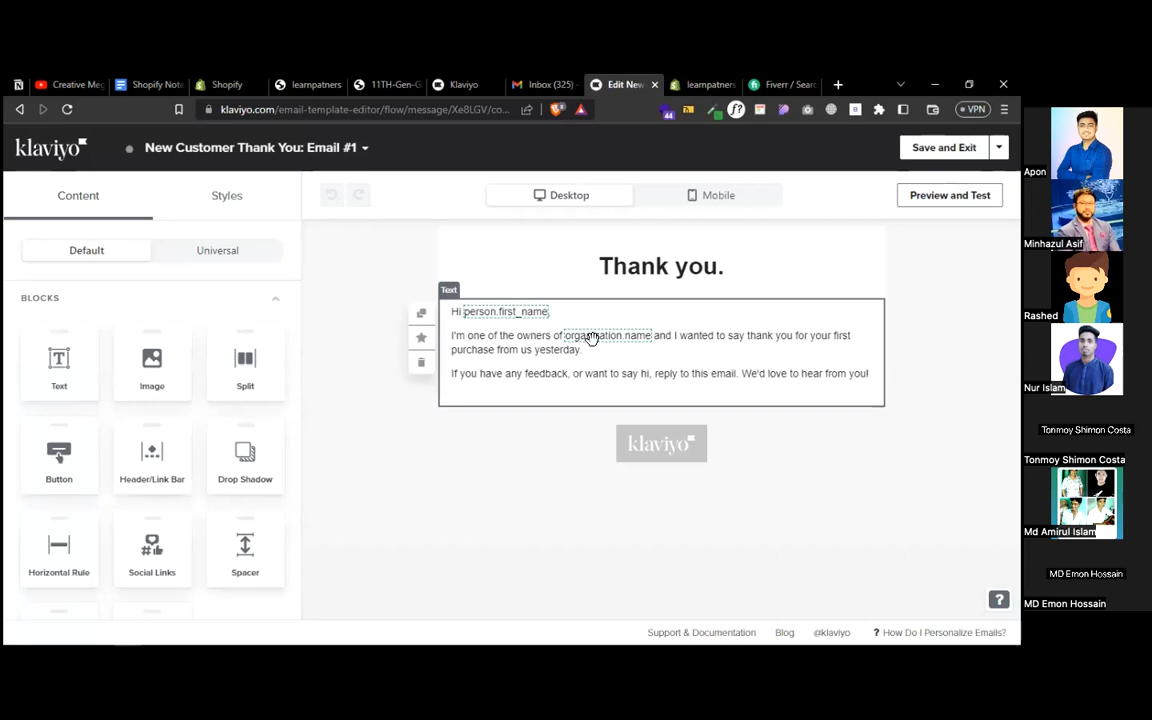 Creative Meg
Shopify Note
Shopify
learnpatners
11TH-Gen-G
Klaviyo
Inbox (325)
Edit New
learnpatners
Fiverr / Sear
klaviyo.com/email-template-editor/flow/message/Xe8LGV/co...
44
VPN
klaviyo
New Customer Thank You: Email #1
Save and Exit
Content
Styles
Desktop
Mobile
Preview and Test
Default
Universal
BLOCKS
Text
Image
Split
Button
Header/Link Bar
Drop Shadow
Horizontal Rule
Social Links
Spacer
Thank you.
Text
Hi person.first_name,
I'm one of the owners of organization.name and I wanted to say thank you for your first
purchase from us yesterday.
If you have any feedback, or want to say hi, reply to this email. We'd love to hear from you!
klaviyo
?
Support & Documentation
Blog
@klaviyo
? How Do I Personalize Emails?
Apon
Minhazul Asif
Rashed
Nur Islam
Tonmoy Shimon Costa
Tonmoy Shimon Costa
Md Amirul Islam
MD Emon Hossain
MD Emon Hossain